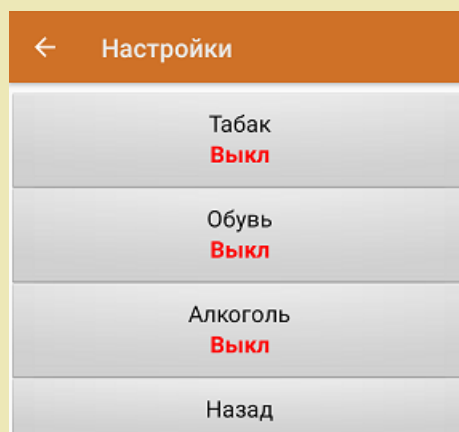 Настройки
Табак
Выкл
Обувь
Выкл
Алкоголь
Выкл
Назад